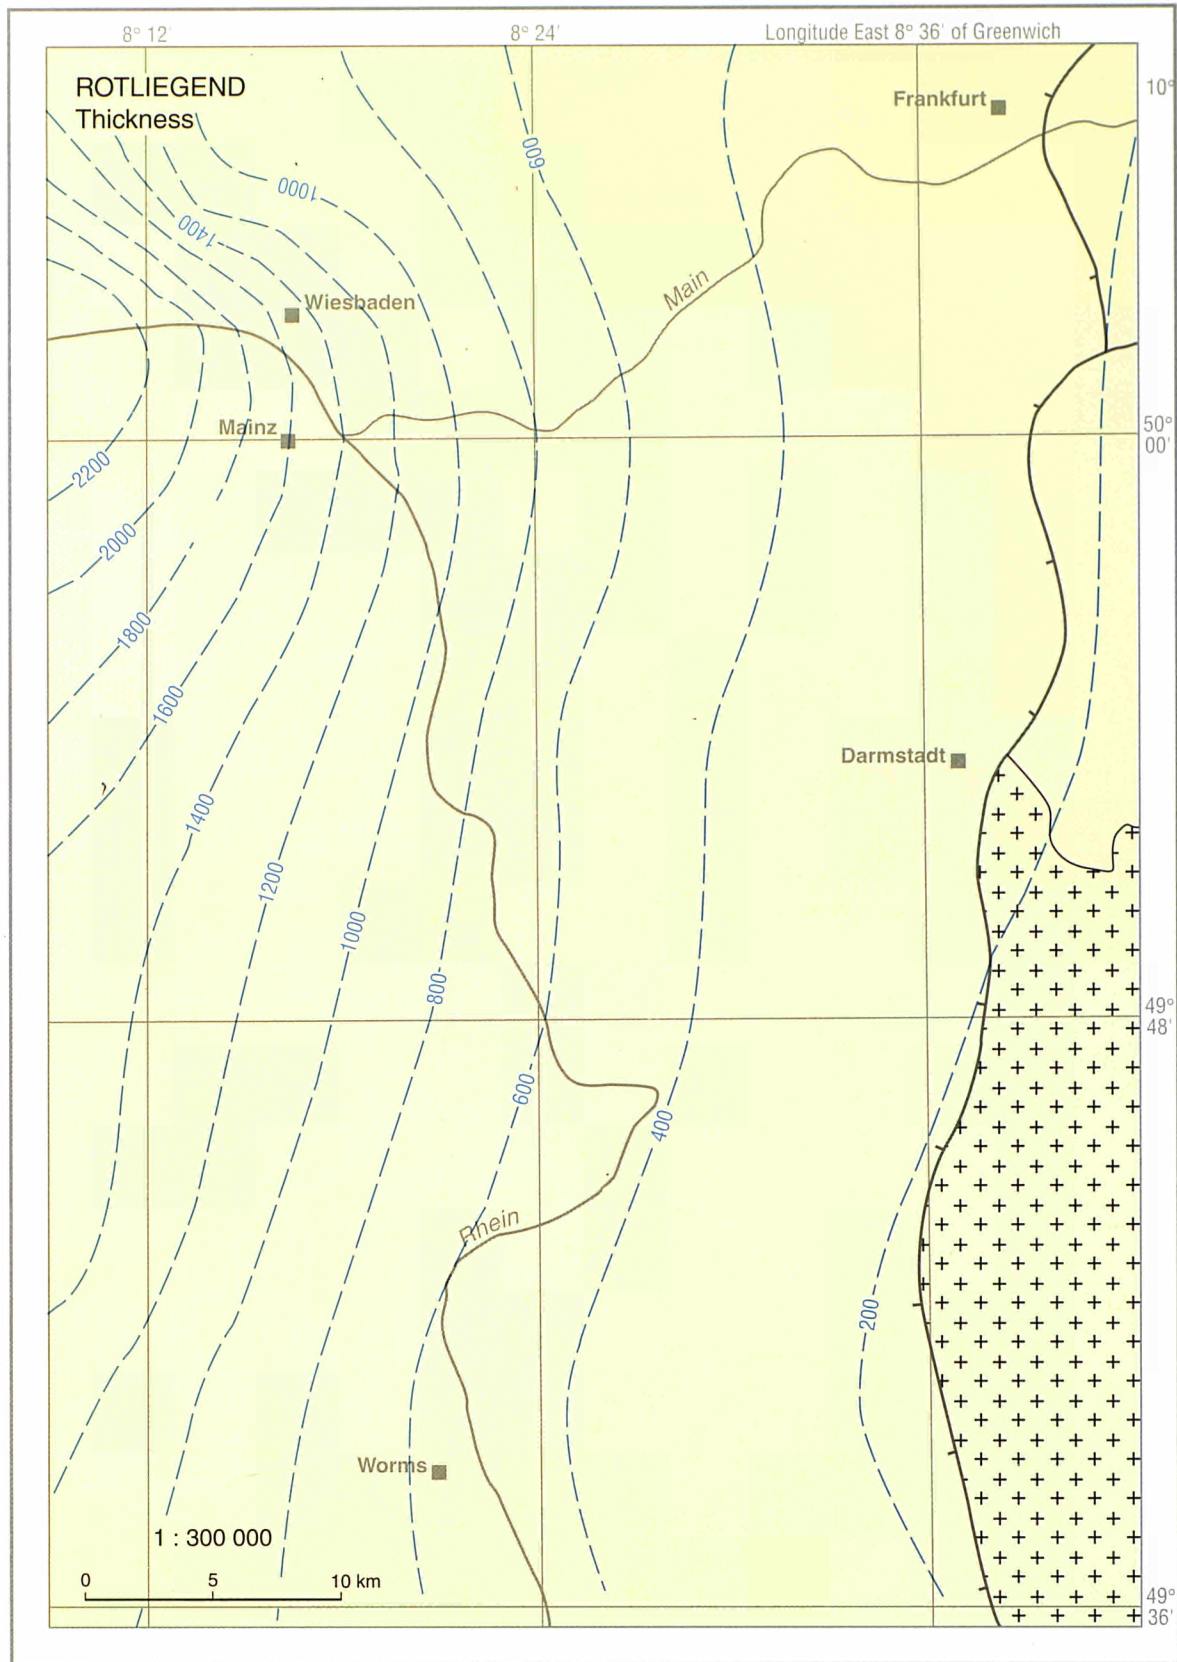 8° 12'
8° 24'
Longitude East 8° 36' of Greenwich
ROTLIEGEND
Thickness
Frankfurt
10°
600
1000
1400
Main
Wiesbaden
Mainz
50°
00'
2200
2000
1800
1600
Darmstadt
1400
1200
1000
800
49°
48'
600
400
Rhein
200
Worms
1 : 300 000
0 5 10 km
49°
36'